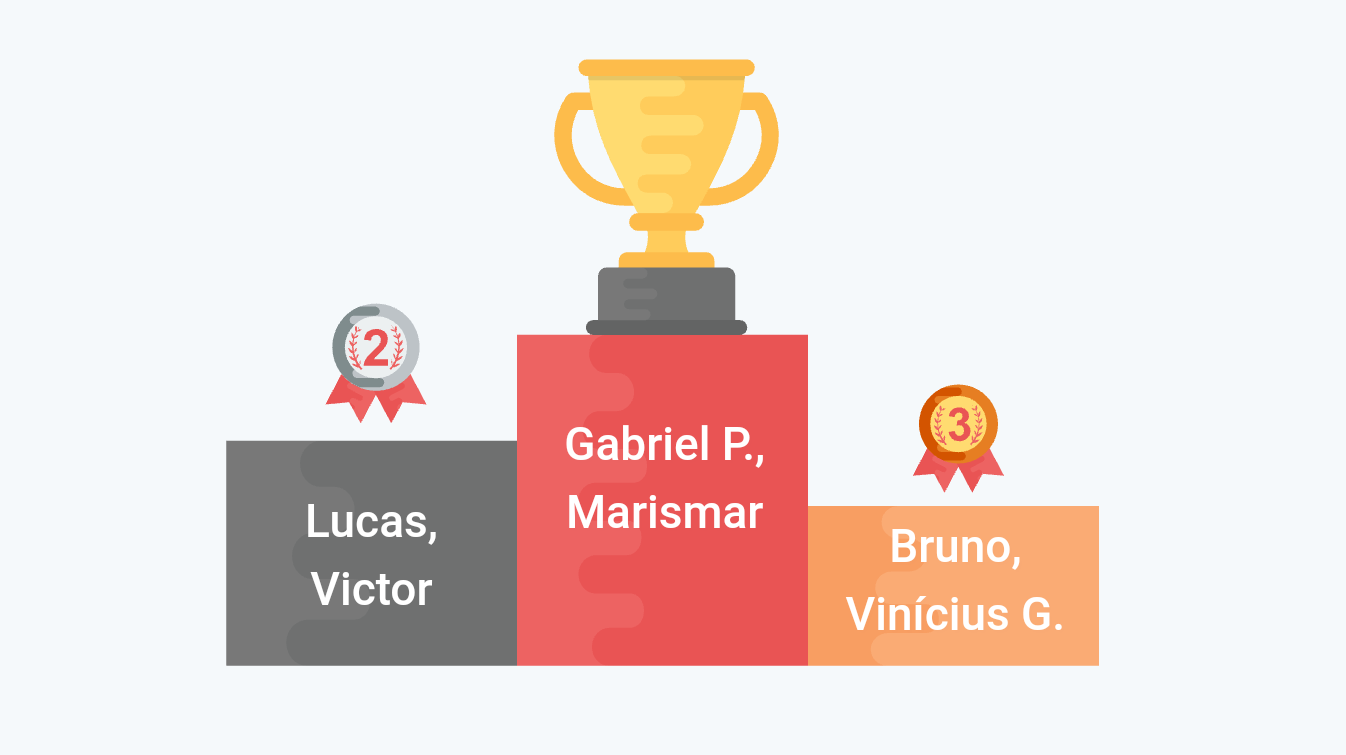 2
Lucas,
Victor
Gabriel P.,
Marismar
3
Bruno,
Vinícius G.